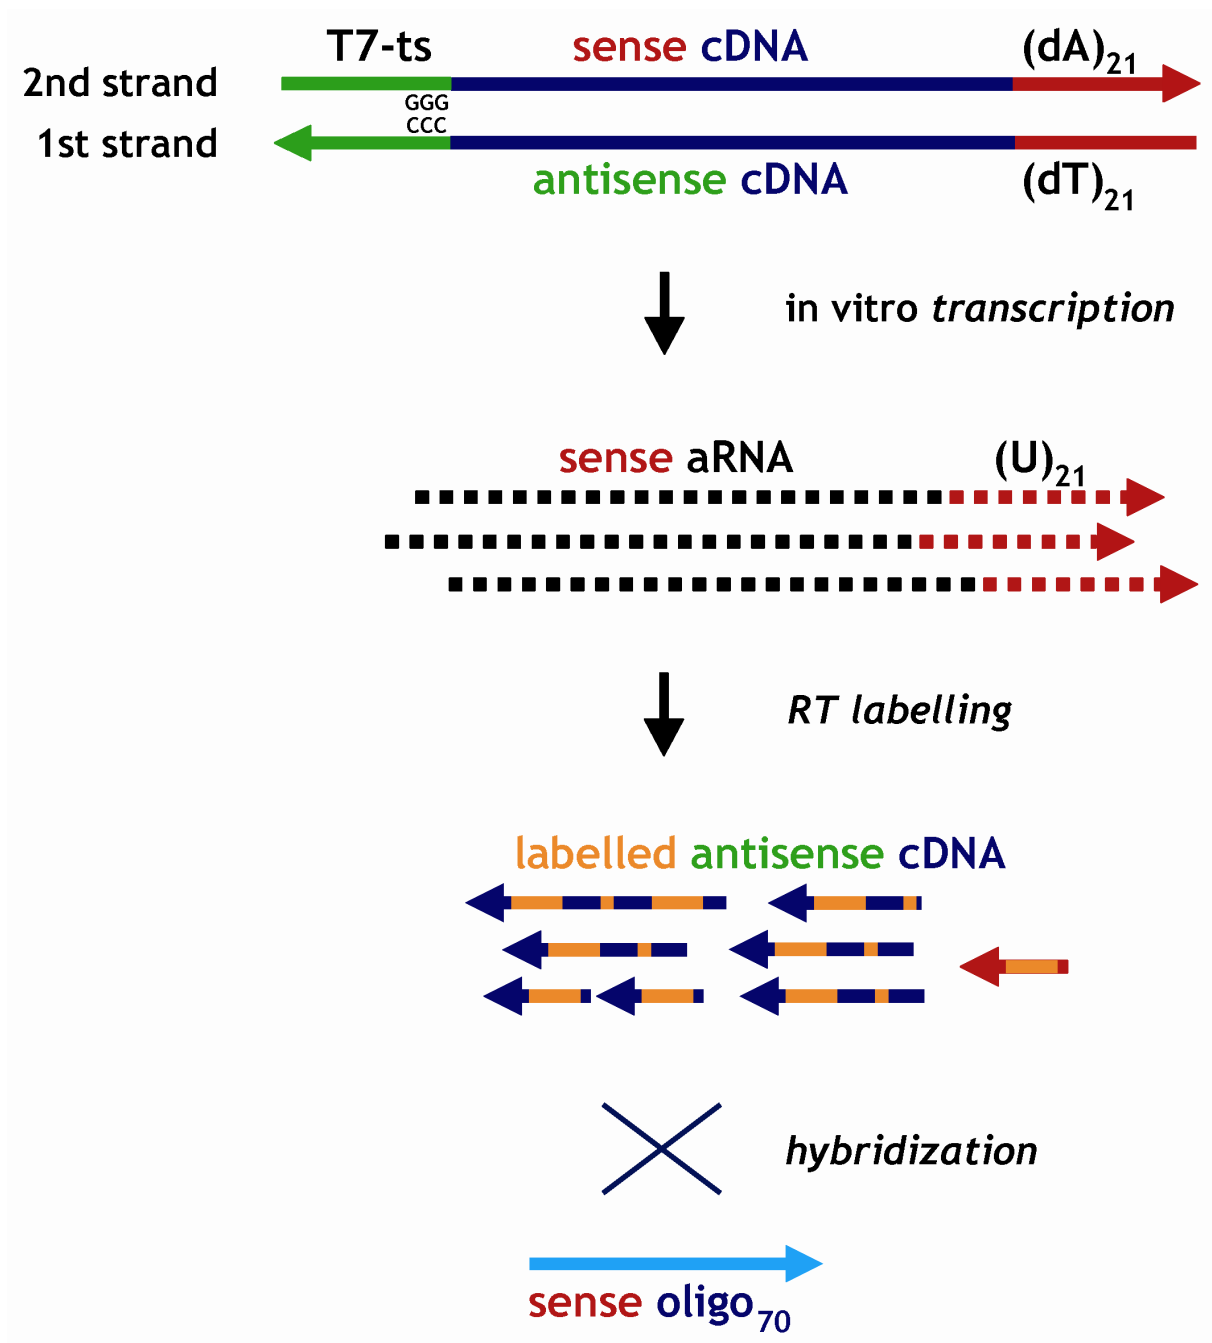 T7-ts sense cDNA (dA)21
2nd strand
GGG
CCC
1st strand
antisense cDNA (dT)21
in vitro transcription
sense aRNA (U)21
RT labelling
labelled antisense cDNA
hybridization
sense oligo70